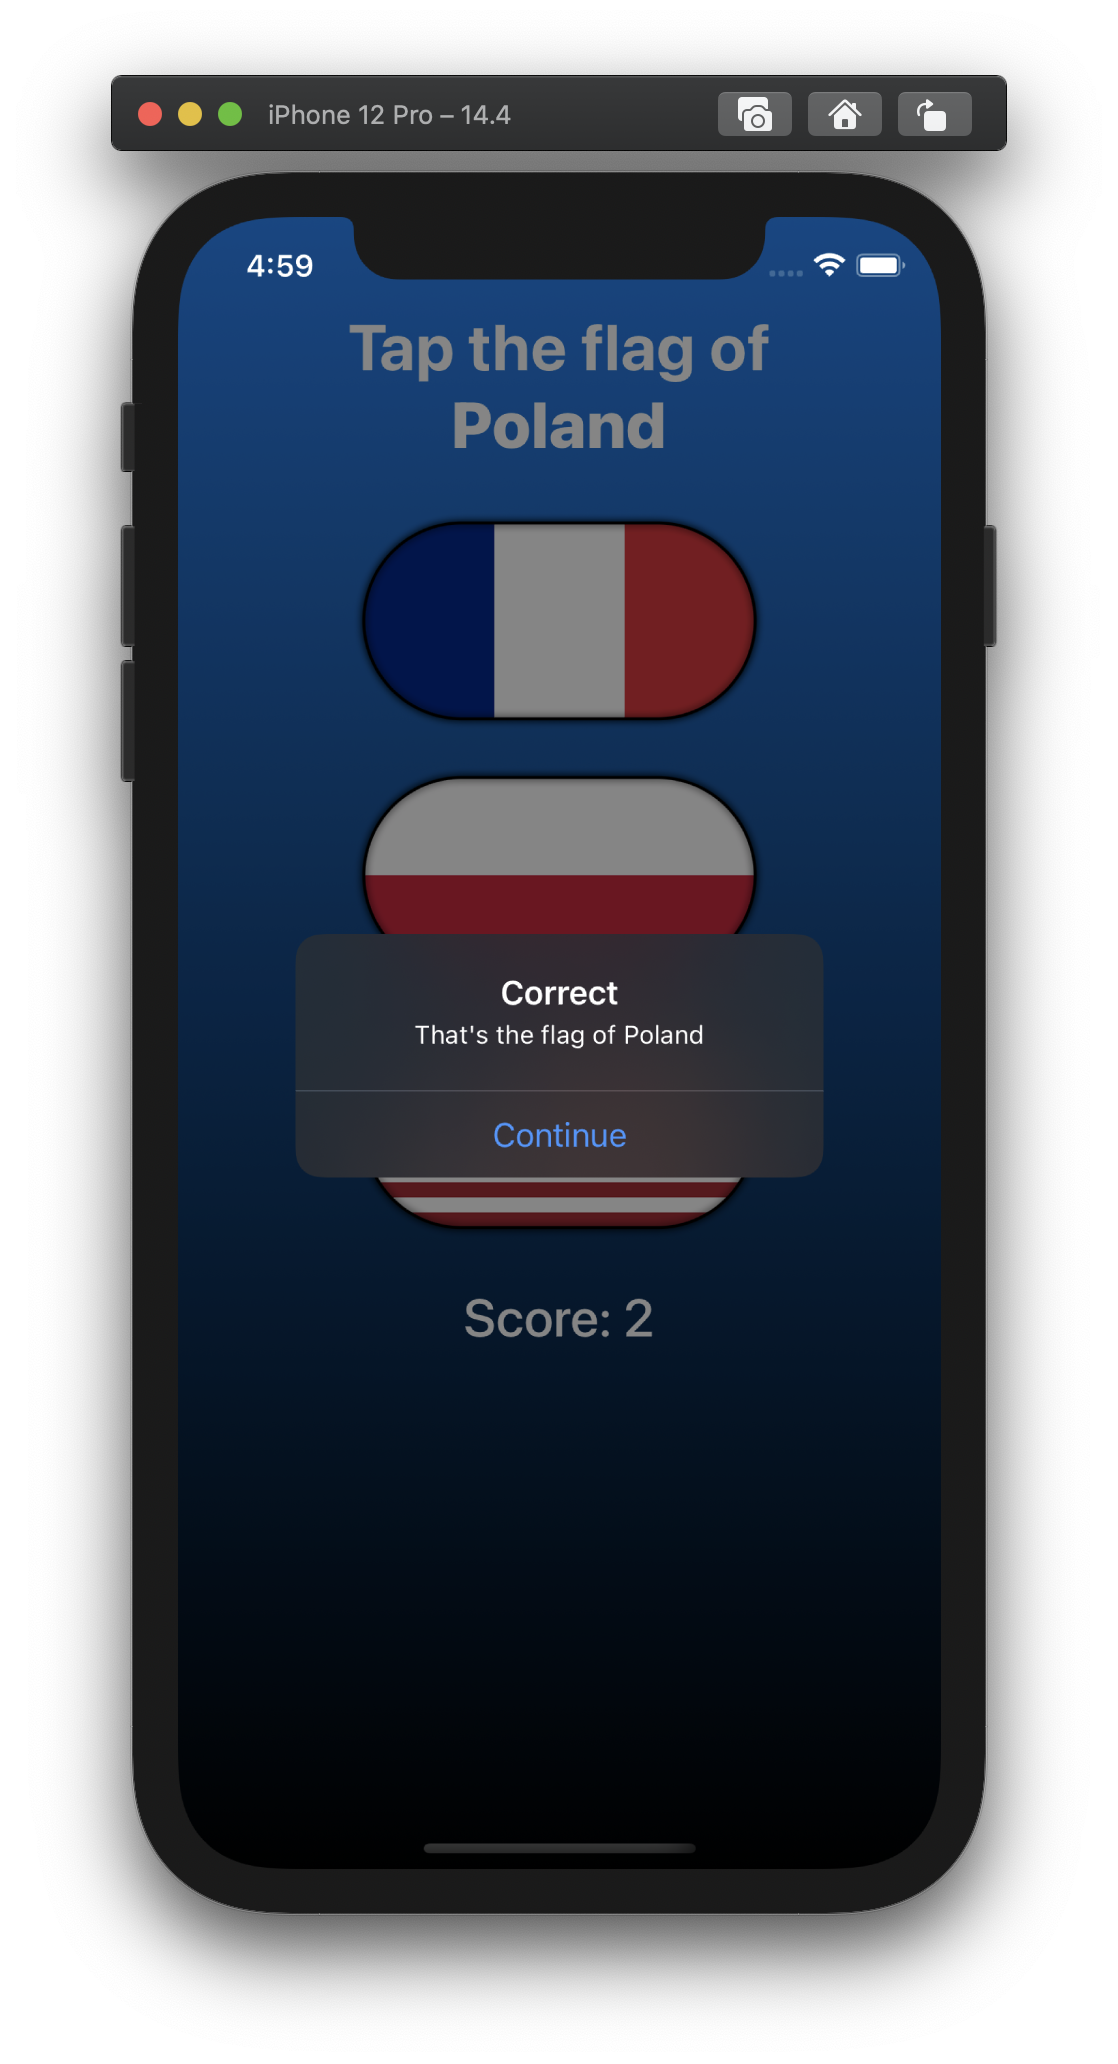 iPhone 12 Pro – 14.4
4:59
Tap the flag of
Poland
Correct
That's the flag of Poland
Continue
Score: 2